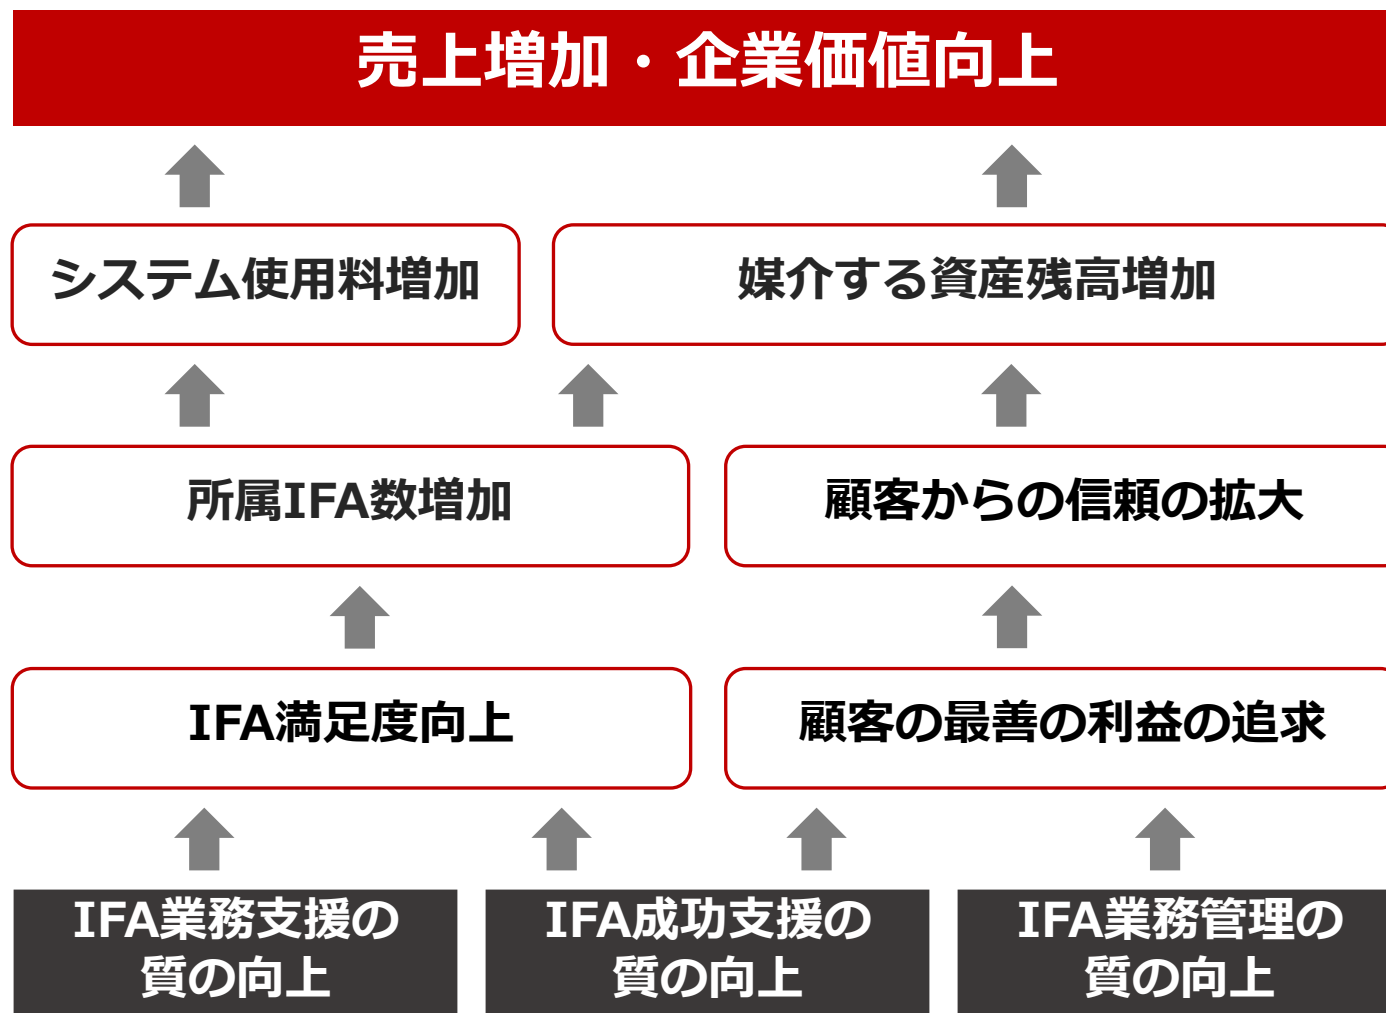 売上増加・企業価値向上
システム使用料増加
媒介する資産残高増加
所属IFA数増加
顧客からの信頼の拡大
IFA満足度向上
顧客の最善の利益の追求
IFA業務支援の
質の向上
IFA成功支援の
質の向上
IFA業務管理の
質の向上